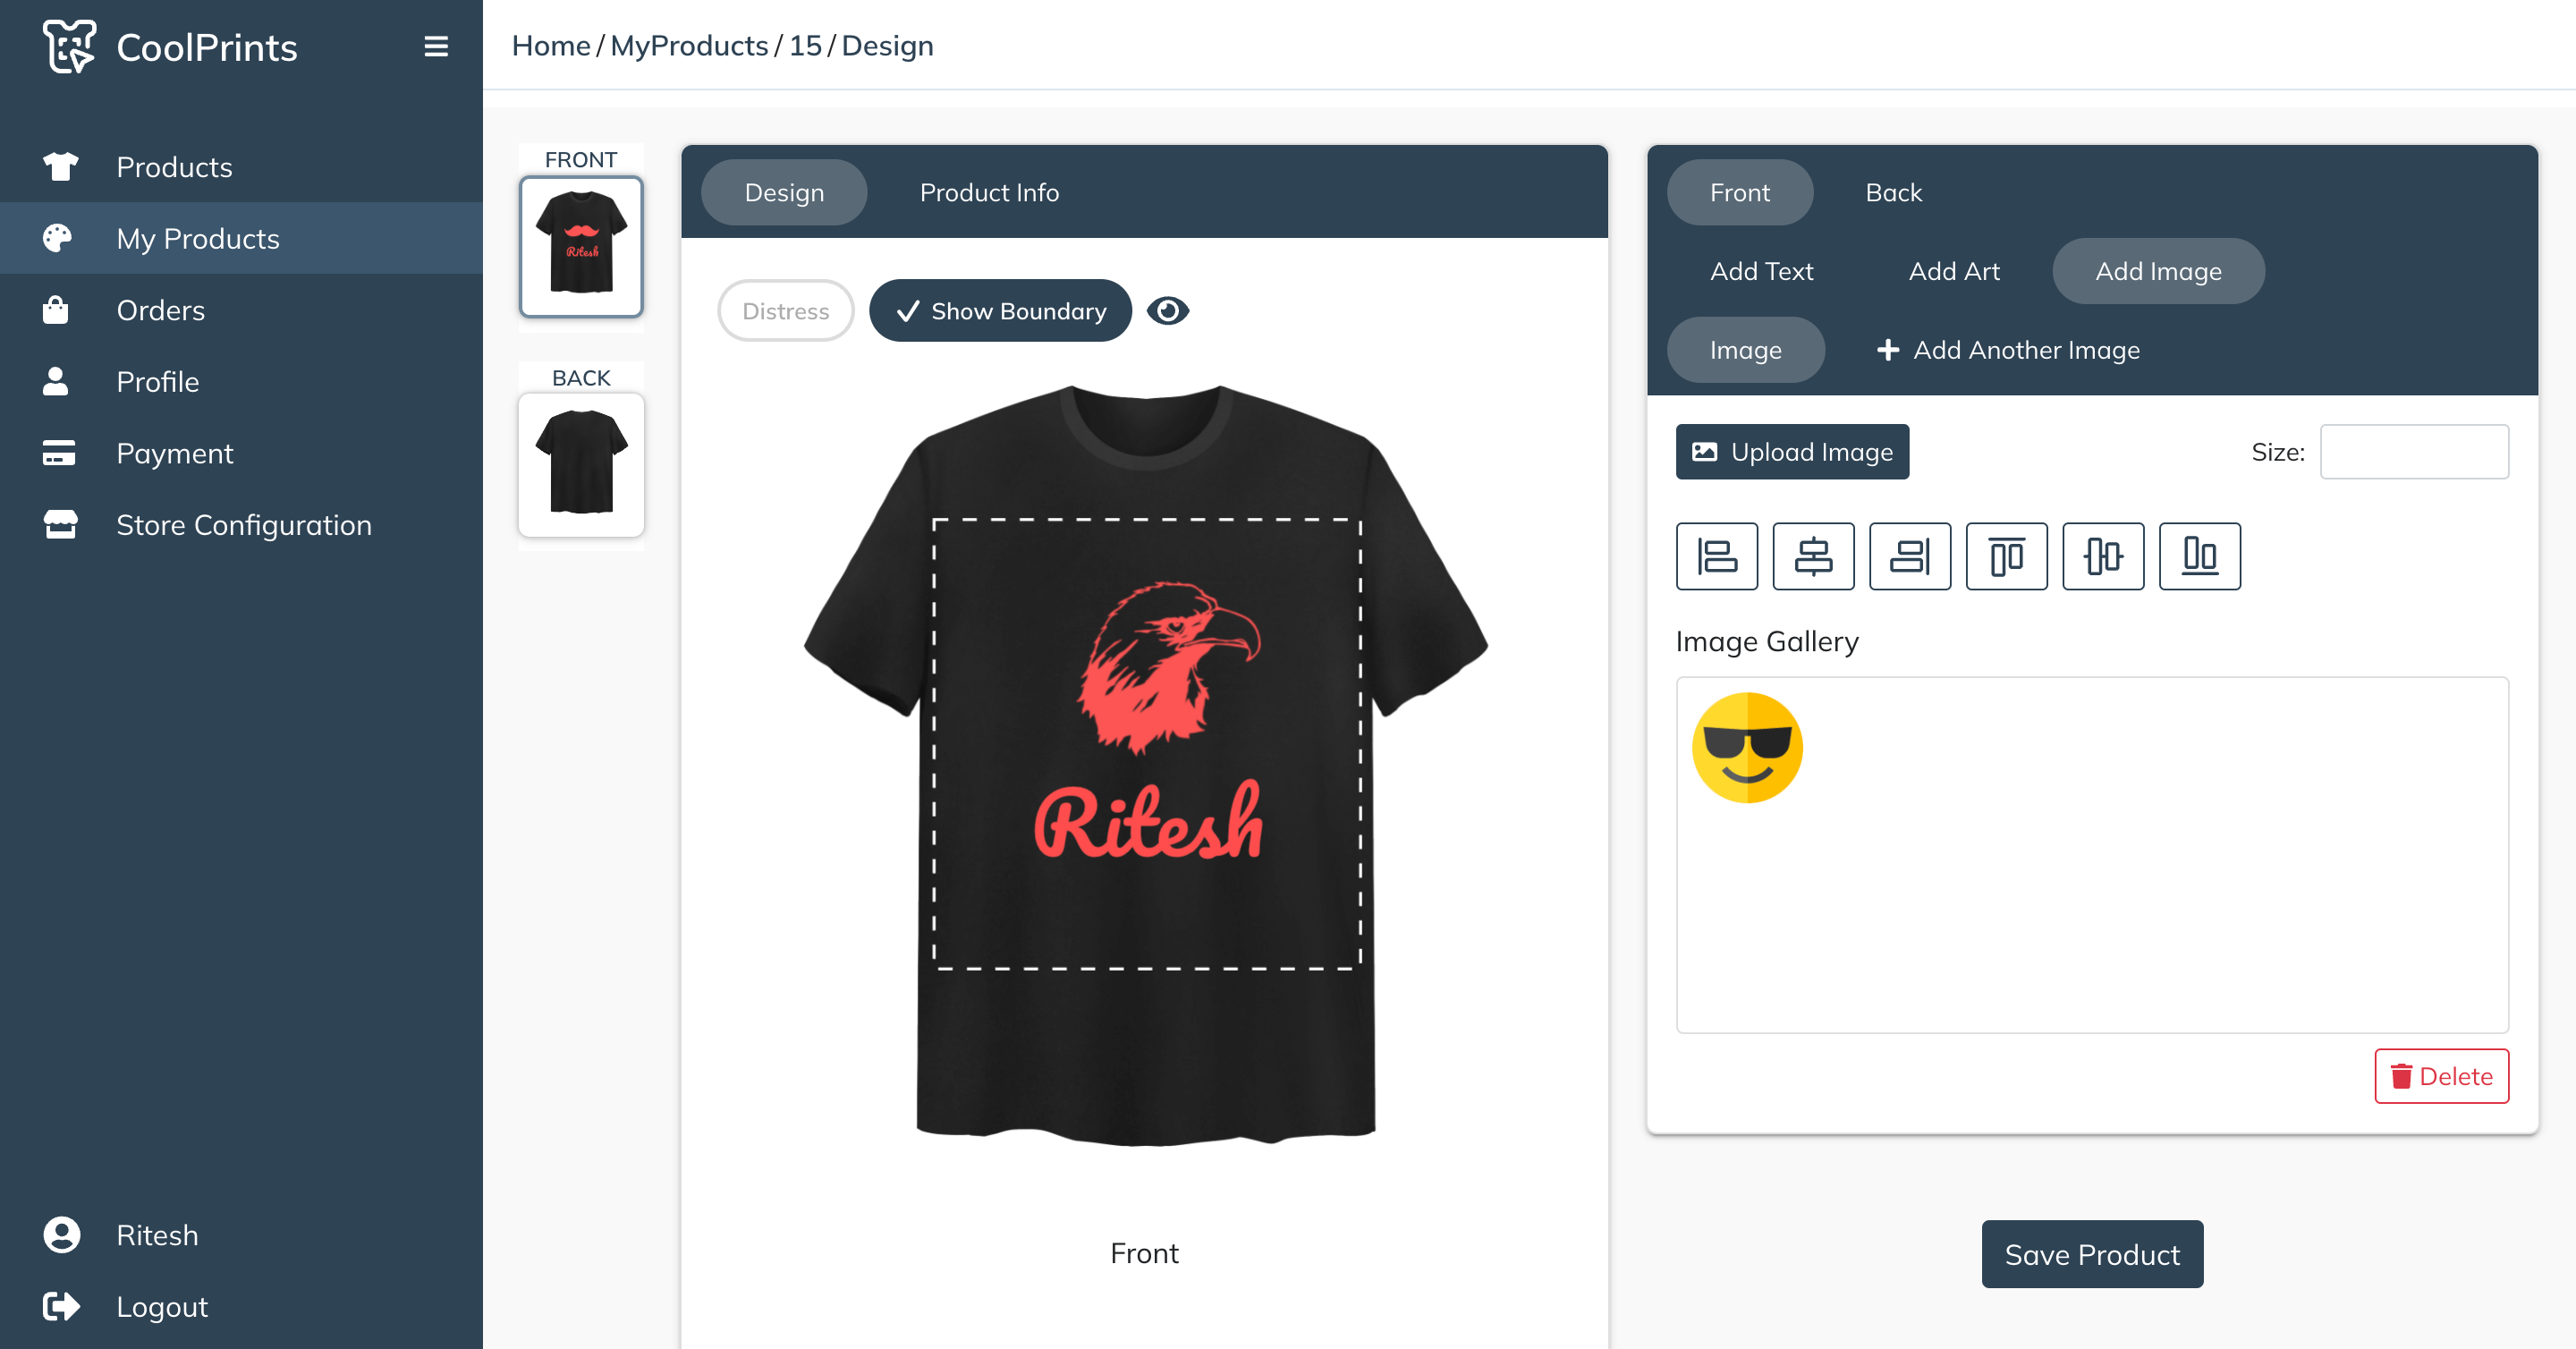 CoolPrints
Products
My Products
Orders
Profile
Payment
Store Configuration
Ritesh
Logout
Home / MyProducts / 15 / Design
FRONT
Ritesh
BACK
Design
Product Info
Distress
Show Boundary
Ritesh
Front
Front
Back
Add Text
Add Art
Add Image
Image
Add Another Image
Upload Image
Size:
Image Gallery
Delete
Save Product